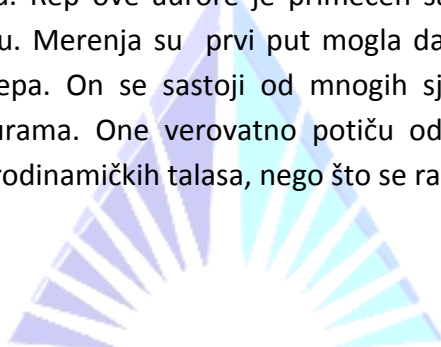 Rep ove aurore je primećen sa
u. Merenja su prvi put mogla da
epa. On se sastoji od mnogih sj
urama. One verovatno potiču od
rodinamičkih talasa, nego što se ra